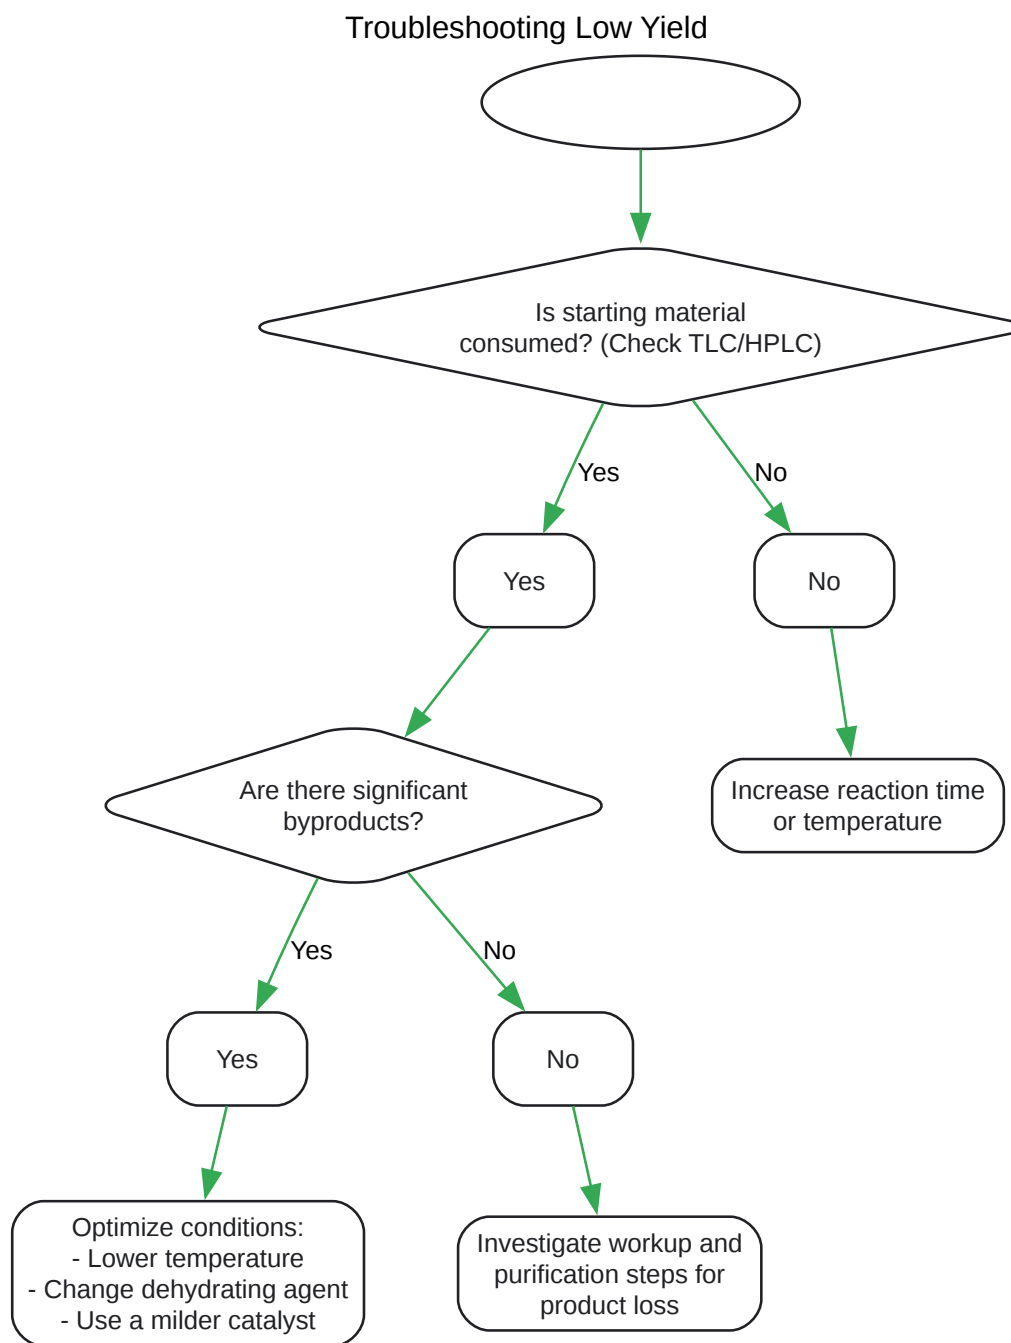 Troubleshooting Low Yield
Is starting material
consumed? (Check TLC/HPLC)
Yes
No
Yes
No
Are there significant
byproducts?
Increase reaction time
or temperature
Yes
No
Yes
No
Optimize conditions:
- Lower temperature
- Change dehydrating agent
- Use a milder catalyst
Investigate workup and
purification steps for
product loss